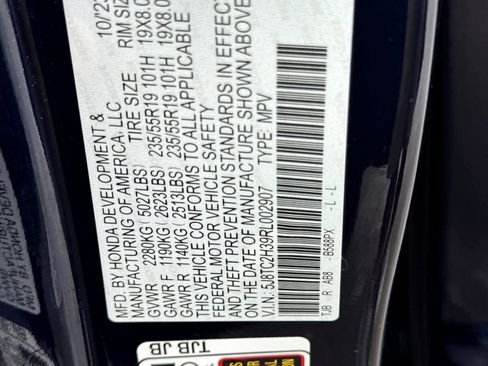 MFD. BY HONDA DEVELOPMENT & 10/23
MANUFACTURING OF AMERICA, LLC
TIRE SIZE RIM SIZE
GVWR 2280KG ( 5027LBS)
GAWR F 1190KG ( 2623LBS) 235/55R19 101H 19X8.0
GAWR R 1140KG ( 2513LBS) 235/55R19 101H 19X8.0
THIS VEHICLE CONFORMS TO ALL APPLICABLE
FEDERAL MOTOR VEHICLE SAFETY
AND THEFT PREVENTION STANDARDS IN EFFECT
ON THE DATE OF MANUFACTURE SHOWN ABOVE
V.I.N.: 5J8TC2H39RL002907 TYPE: MPV
TJB R AB8 -B588PX -L -L
TJB JB